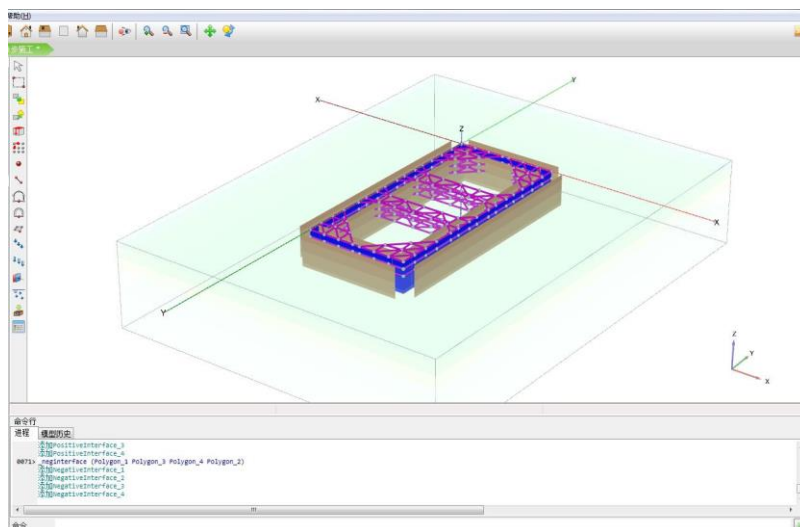 帮助(H)
X
Y
Z
X
Y
Z
Y
X
命令行
进程 模型历史
添加PositiveInterface_3
添加PositiveInterface_4
0071> _neginterface (Polygon_1 Polygon_3 Polygon_4 Polygon_2)
添加NegativeInterface_1
添加NegativeInterface_2
添加NegativeInterface_3
添加NegativeInterface_4
命令